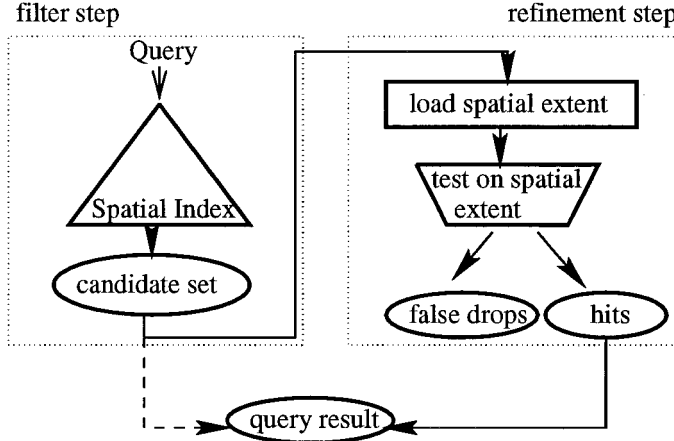 filter step
refinement step
Query
load spatial extent
test on spatial
extent
Spatial Index
candidate set
false drops
hits
query result